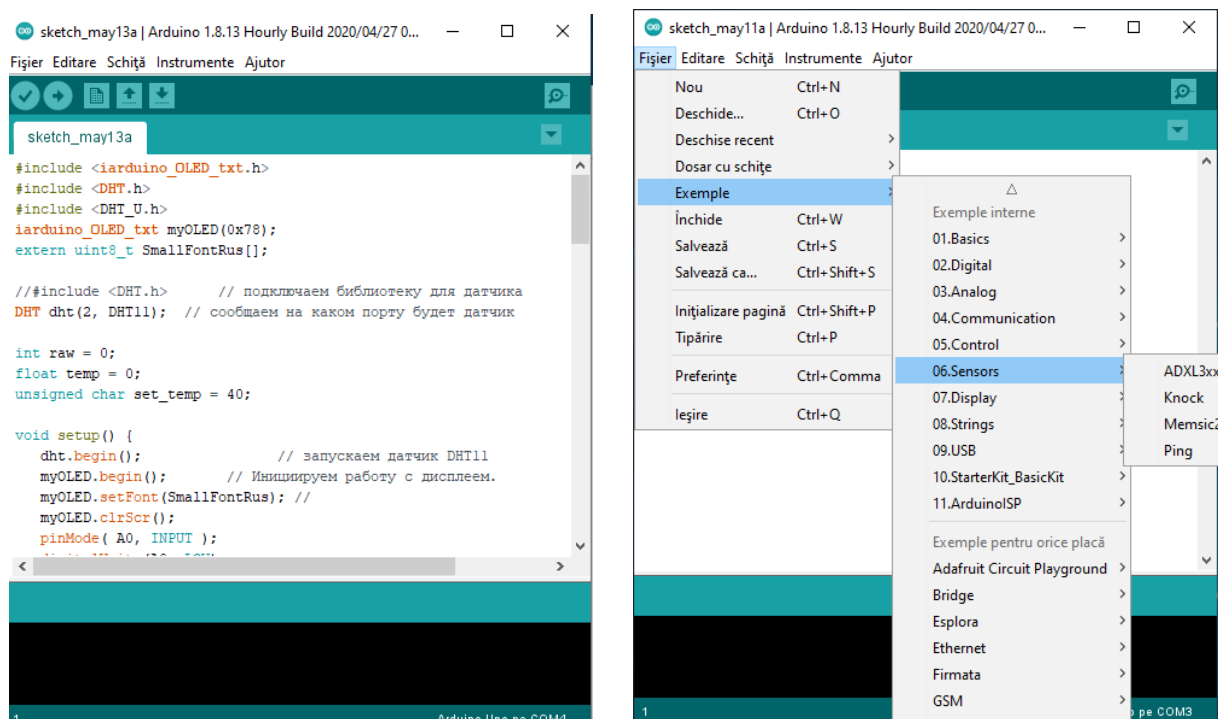 sketch_may13a | Arduino 1.8.13 Hourly Build 2020/04/27 0...
Fişier Editare Schiţă Instrumente Ajutor
sketch_may13a
#include <iarduino_OLED_txt.h>
#include <DHT.h>
#include <DHT_U.h>
iarduino_OLED_txt myOLED(0x78);
extern uint8_t SmallFontRus[];
//#include <DHT.h> // подключаем библиотеку для датчика
DHT dht(2, DHT11); // сообщаем на каком порту будет датчик
int raw = 0;
float temp = 0;
unsigned char set_temp = 40;
void setup() {
dht.begin(); // запускаем датчик DHT11
myOLED.begin(); // Инициируем работу с дисплеем.
myOLED.setFont(SmallFontRus); //
myOLED.clrScr();
pinMode( A0, INPUT );
1
Arduino Uno pe COM4
sketch_may11a | Arduino 1.8.13 Hourly Build 2020/04/27 0...
Fişier Editare Schiţă Instrumente Ajutor
Nou Ctrl+N
Deschide... Ctrl+O
Deschise recent
Dosar cu schiţe
Exemple
Închide Ctrl+W
Salvează Ctrl+S
Salvează ca... Ctrl+Shift+S
Iniţializare pagină Ctrl+Shift+P
Tipărire Ctrl+P
Preferinţe Ctrl+Comma
Ieşire Ctrl+Q
Exemple interne
01.Basics
02.Digital
03.Analog
04.Communication
05.Control
06.Sensors
07.Display
08.Strings
09.USB
10.StarterKit_BasicKit
11.ArduinoISP
Exemple pentru orice placă
Adafruit Circuit Playground
Bridge
Esplora
Ethernet
Firmata
GSM
ADXL3xx
Knock
Memsic2
Ping
1
pe COM3